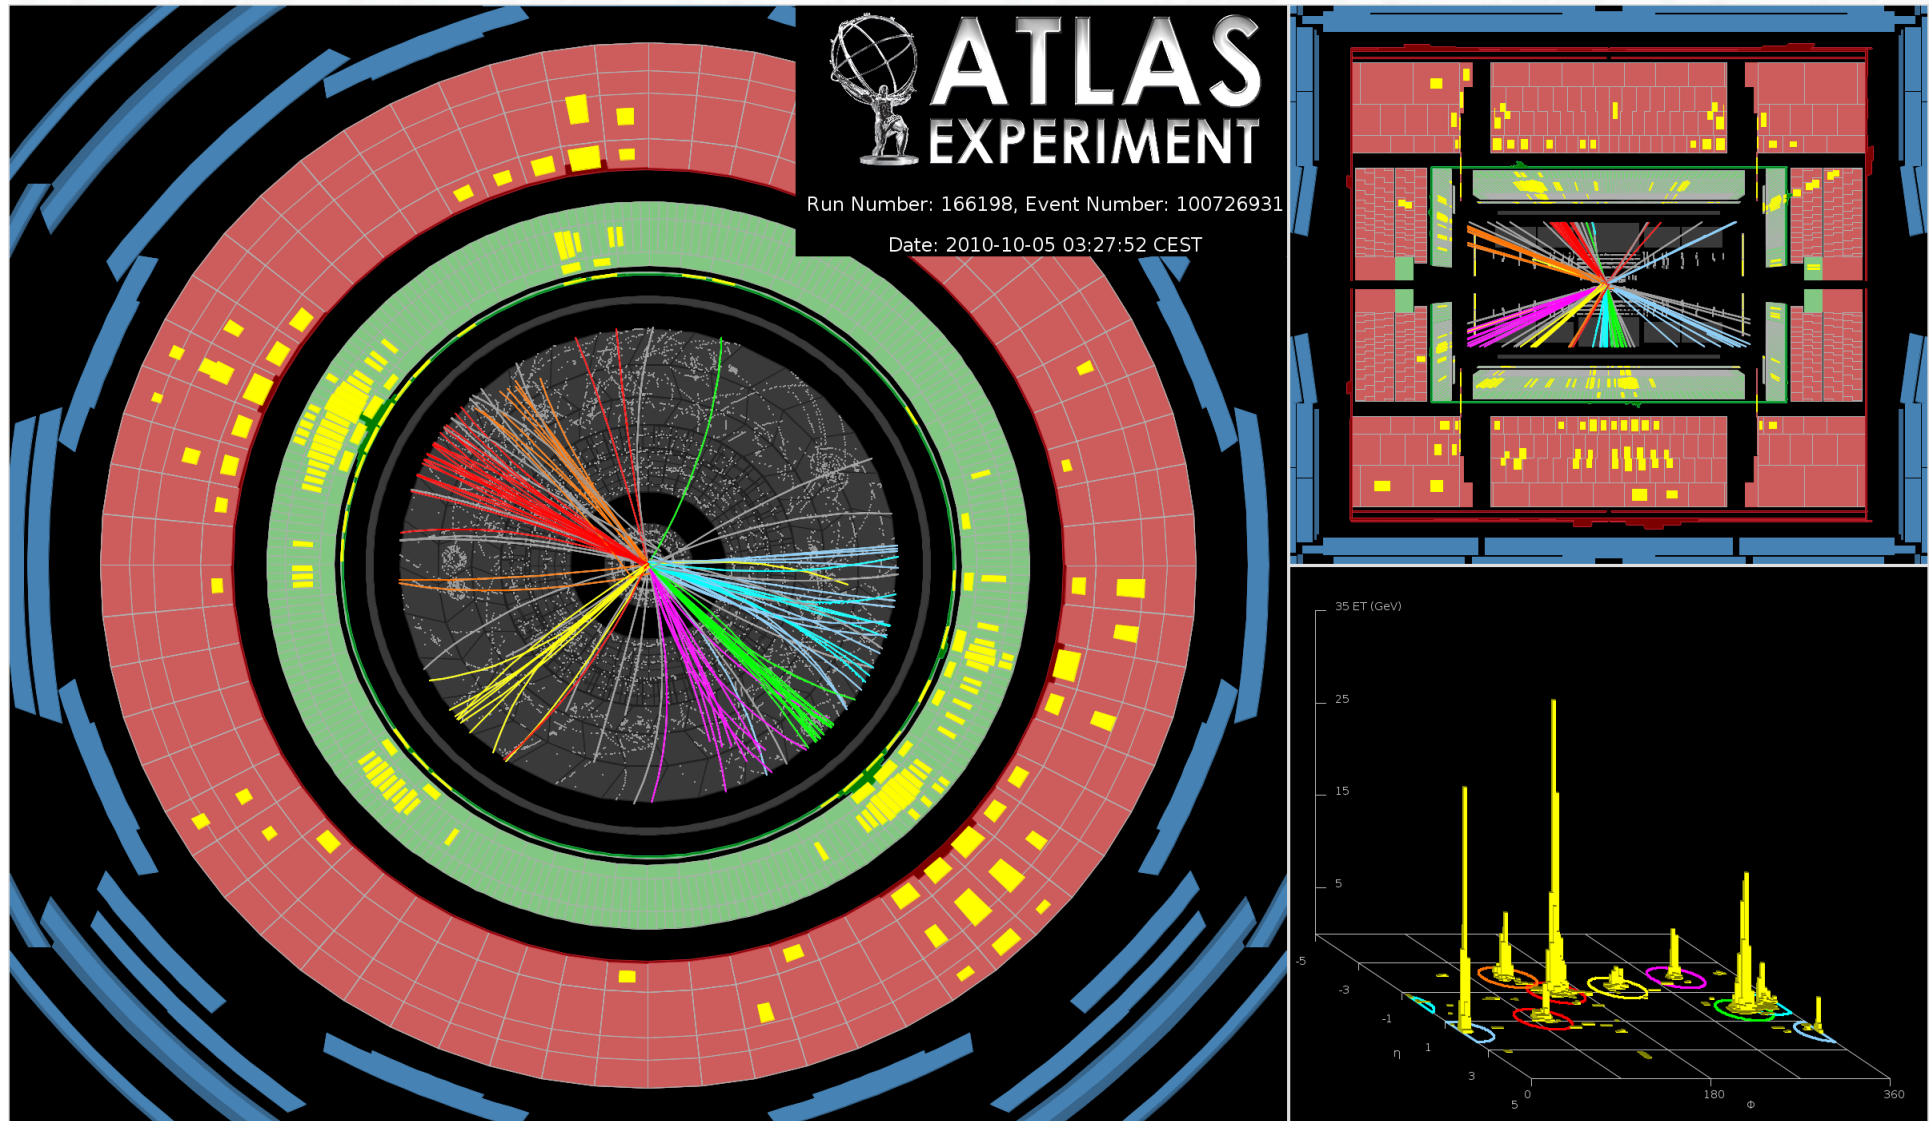 ATLAS
EXPERIMENT
Run Number: 166198, Event Number: 100726931
Date: 2010-10-05 03:27:52 CEST
35 ET (GeV)
25
15
5
-5
-3
-1
η
1
3
5
0
180
Φ
360